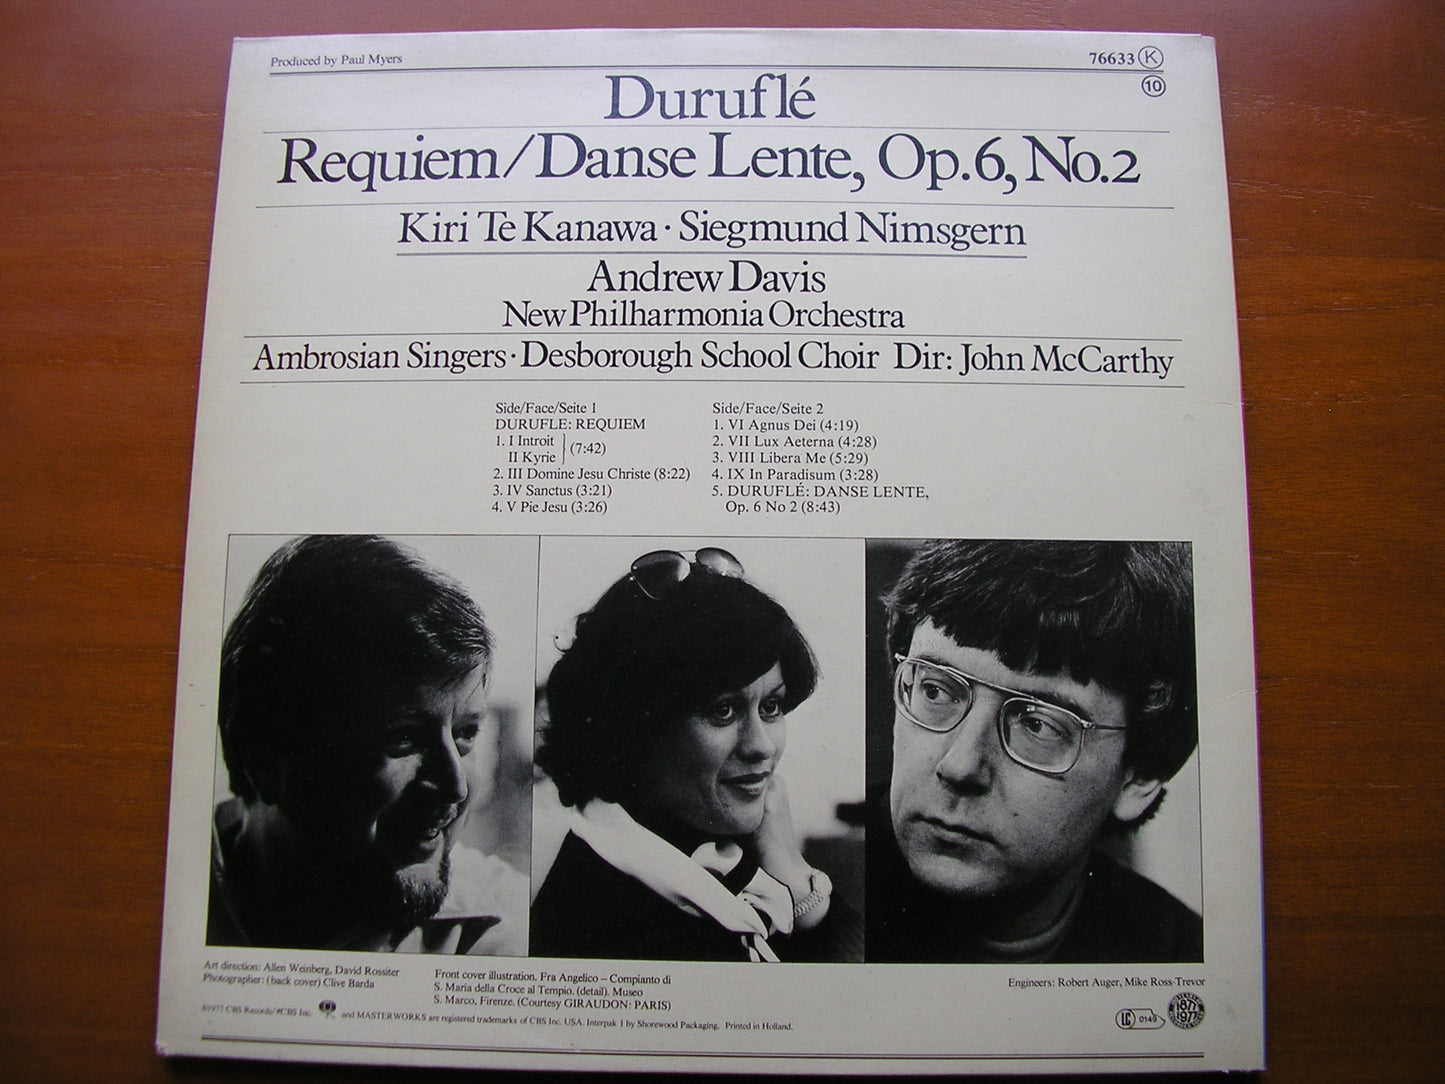 Produced by Paul Myers
76633 K
10
Duruflé
Requiem/Danse Lente, Op.6, No.2
Kiri Te Kanawa · Siegmund Nimsgern
Andrew Davis
New Philharmonia Orchestra
Ambrosian Singers · Desborough School Choir Dir: John McCarthy
Side/Face/Seite 1
DURUFLE: REQUIEM
1. I Introit
II Kyrie } (7:42)
2. III Domine Jesu Christe (8:22)
3. IV Sanctus (3:21)
4. V Pie Jesu (3:26)
Side/Face/Seite 2
1. VI Agnus Dei (4:19)
2. VII Lux Aeterna (4:28)
3. VIII Libera Me (5:29)
4. IX In Paradisum (3:28)
5. DURUFLÉ: DANSE LENTE,
Op. 6 No 2 (8:43)
Art direction: Allen Weinberg, David Rossiter
Photographer: (back cover) Clive Barda
Front cover illustration. Fra Angelico – Compianto di
S. Maria della Croce al Tempio. (detail). Museo
S. Marco, Firenze. (Courtesy GIRAUDON: PARIS)
Engineers: Robert Auger, Mike Ross-Trevor
©1977 CBS Records/ ®CBS Inc. and MASTERWORKS are registered trademarks of CBS Inc. USA. Interpak 1 by Shorewood Packaging. Printed in Holland.
LC 0149
1877
1977